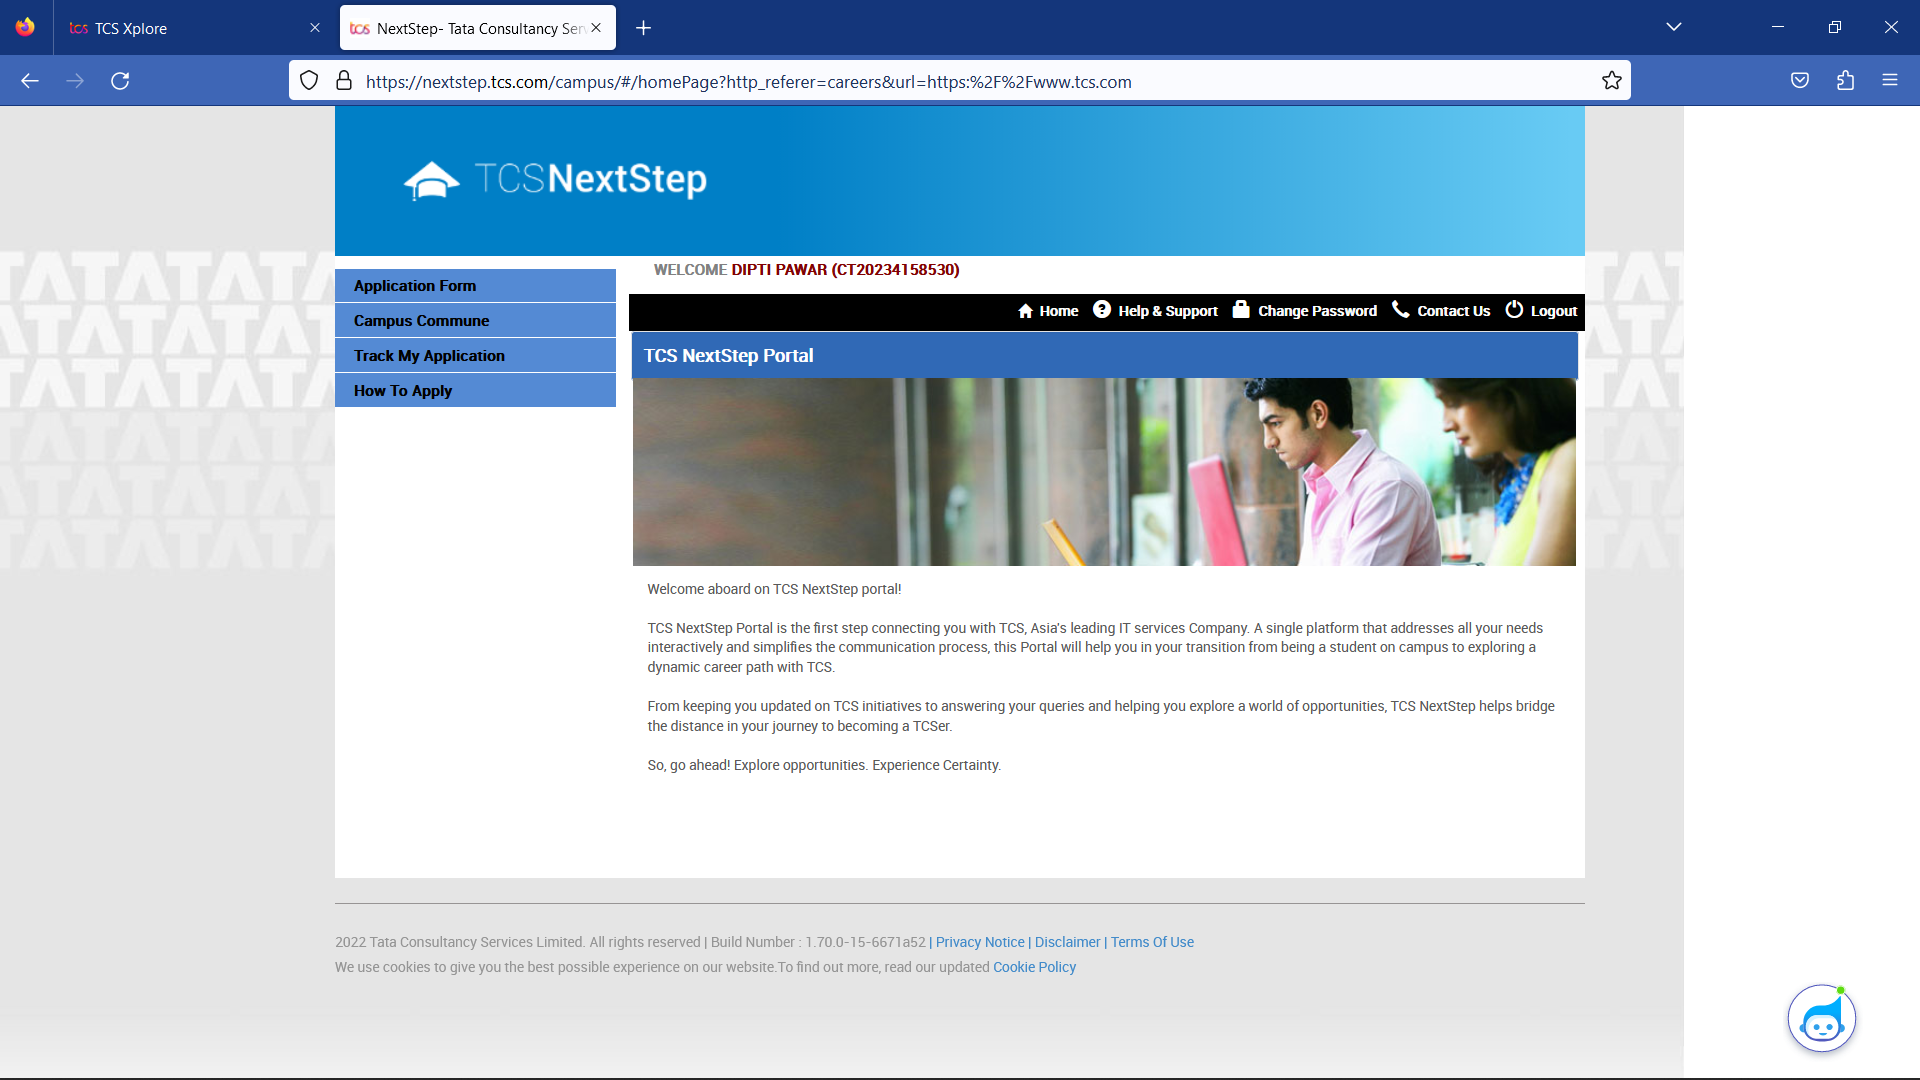 tcs TCS Xplore
tcs NextStep- Tata Consultancy Ser
https://nextstep.tcs.com/campus/#/homePage?http_referer=careers&url=https:%2F%2Fwww.tcs.com
TCSNextStep
WELCOME DIPTI PAWAR (CT20234158530)
Application Form
Campus Commune
Track My Application
How To Apply
Home Help & Support Change Password Contact Us Logout
TCS NextStep Portal
Welcome aboard on TCS NextStep portal!
TCS NextStep Portal is the first step connecting you with TCS, Asia's leading IT services Company. A single platform that addresses all your needs
interactively and simplifies the communication process, this Portal will help you in your transition from being a student on campus to exploring a
dynamic career path with TCS.
From keeping you updated on TCS initiatives to answering your queries and helping you explore a world of opportunities, TCS NextStep helps bridge
the distance in your journey to becoming a TCSer.
So, go ahead! Explore opportunities. Experience Certainty.
2022 Tata Consultancy Services Limited. All rights reserved | Build Number : 1.70.0-15-6671a52 | Privacy Notice | Disclaimer | Terms Of Use
We use cookies to give you the best possible experience on our website.To find out more, read our updated Cookie Policy